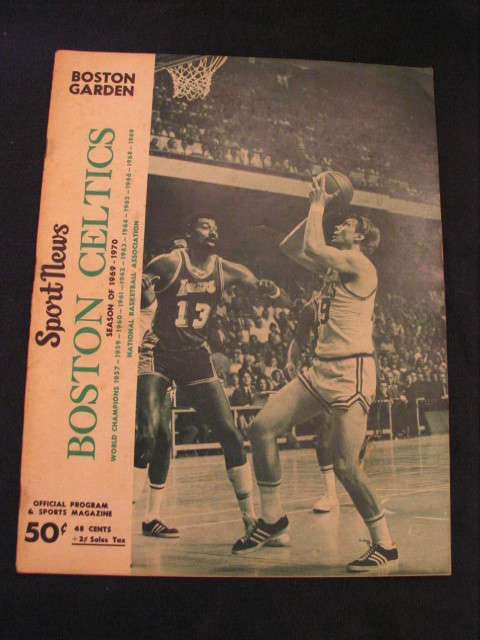 BOSTON
GARDEN
Sport News
BOSTON CELTICS
SEASON OF 1969-1970
WORLD CHAMPIONS 1957-1959-1960-1961-1962-1963-1964-1965-1966-1968-1969
NATIONAL BASKETBALL ASSOCIATION
OFFICIAL PROGRAM
& SPORTS MAGAZINE
50¢ 48 CENTS
+2¢ Sales Tax
13